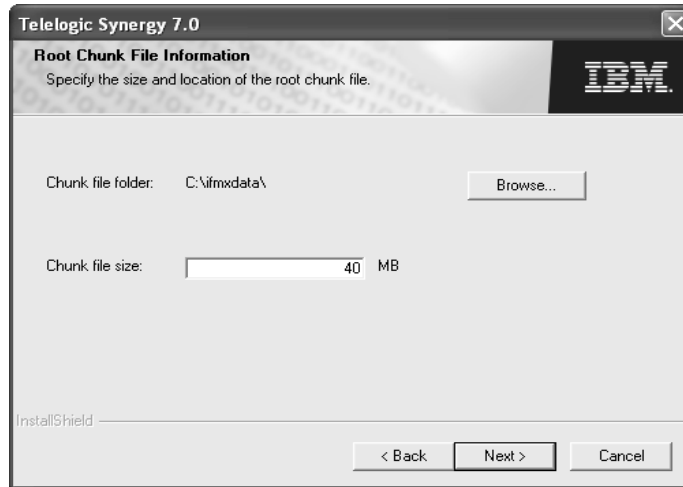 Telelogic Synergy 7.0
Root Chunk File Information
Specify the size and location of the root chunk file.
IBM.
Chunk file folder: C:\ifmxdata\ Browse...
Chunk file size: 40 MB
InstallShield
< Back Next > Cancel